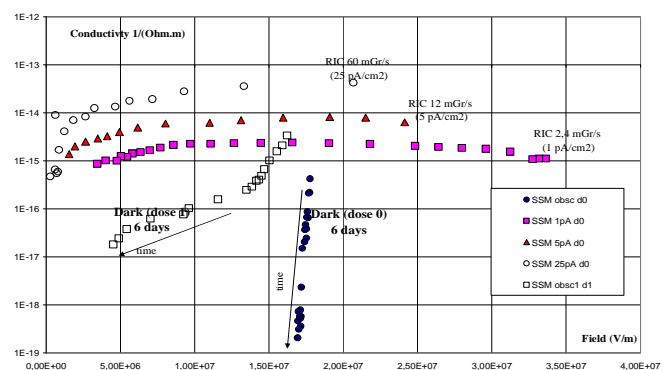 1E-12
Conductivty 1/(Ohm.m)
1E-13
RIC 60 mGr/s
(25 pA/cm2)
RIC 12 mGr/s
(5 pA/cm2)
1E-14
RIC 2,4 mGr/s
(1 pA/cm2)
1E-15
SSM obsc d0
1E-16
Dark (dose 1)
6 days
Dark (dose 0)
6 days
SSM 1pA d0
SSM 5pA d0
time
1E-17
SSM 25pA d0
time
SSM obsc1 d1
1E-18
Field (V/m)
1E-19
0,00E+00 5,00E+06 1,00E+07 1,50E+07 2,00E+07 2,50E+07 3,00E+07 3,50E+07 4,00E+07